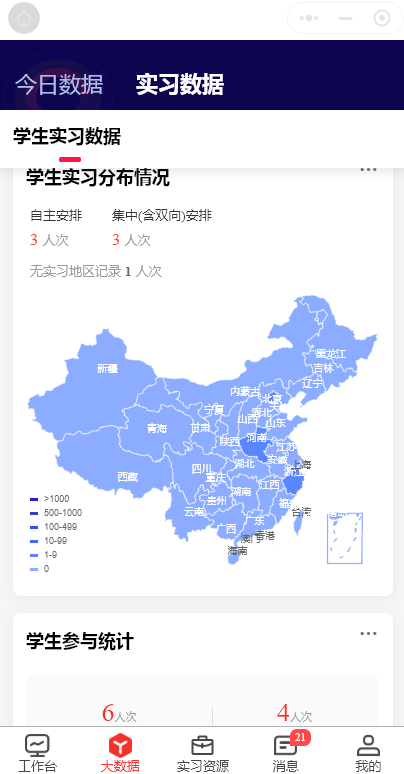 今日数据 实习数据
学生实习数据
学生实习分布情况
自主安排 集中(含双向)安排
3 人次 3 人次
无实习地区记录 1 人次
黑龙江
吉林
新疆
辽宁
内蒙古 北京
宁夏
河北
山西 山东
青海 甘肃
陕西 河南
江苏
四川 湖北 安徽 上海
西藏 重庆 浙江
湖南 江西
贵州
云南 福 台湾
广西 广东
澳门 香港
海南
>1000
500-1000
100-499
10-99
1-9
0
学生参与统计
6人次 4人次
21
工作台 大数据 实习资源 消息 我的